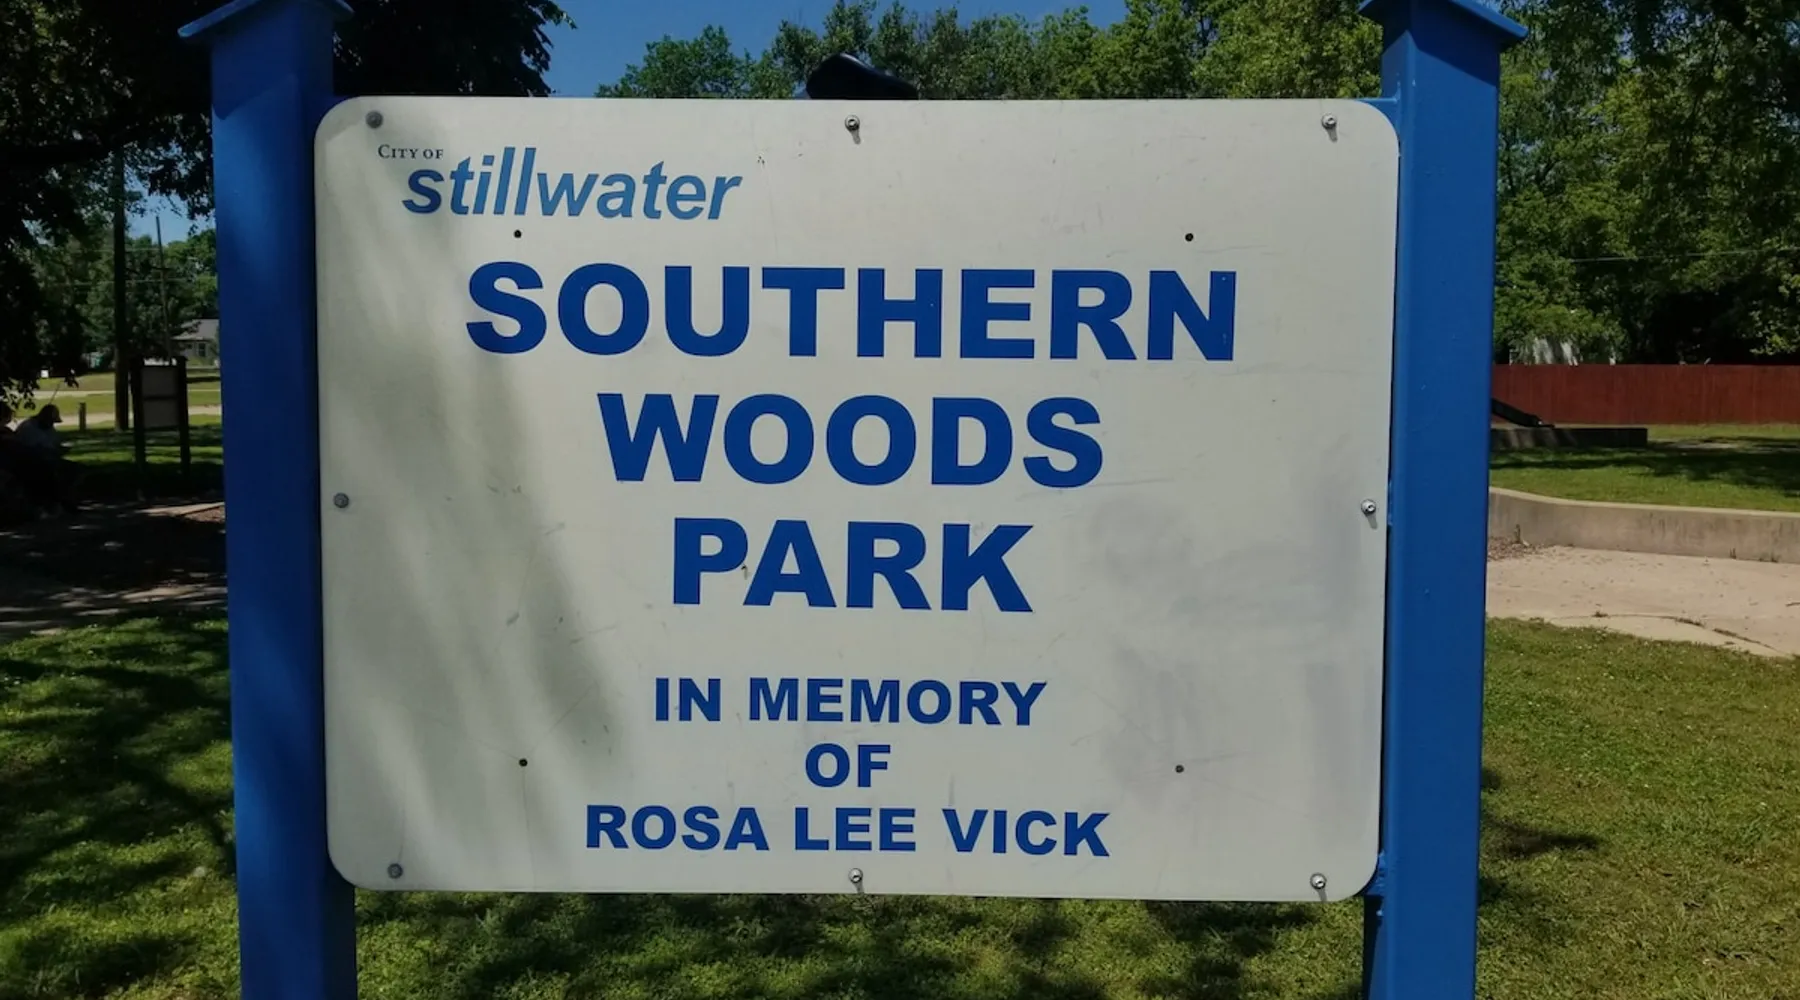 CITY OF
stillwater
SOUTHERN
WOODS
PARK
IN MEMORY
OF
ROSA LEE VICK